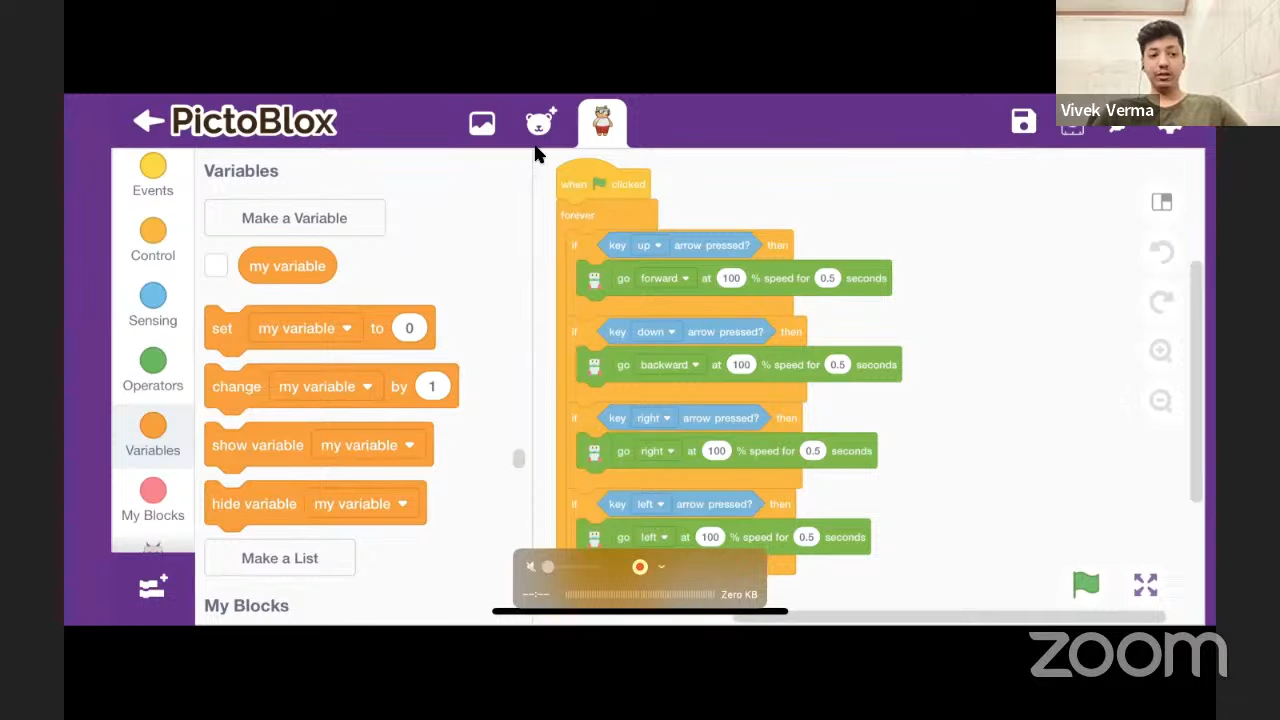 Vivek Verma
PictoBlox
Events
Control
Sensing
Operators
Variables
My Blocks
Variables
Make a Variable
my variable
set my variable to 0
change my variable by 1
show variable my variable
hide variable my variable
Make a List
My Blocks
when clicked
forever
if key up arrow pressed? then
go forward at 100 % speed for 0.5 seconds
if key down arrow pressed? then
go backward at 100 % speed for 0.5 seconds
if key right arrow pressed? then
go right at 100 % speed for 0.5 seconds
if key left arrow pressed? then
go left at 100 % speed for 0.5 seconds
--:-- Zero KB
zoom